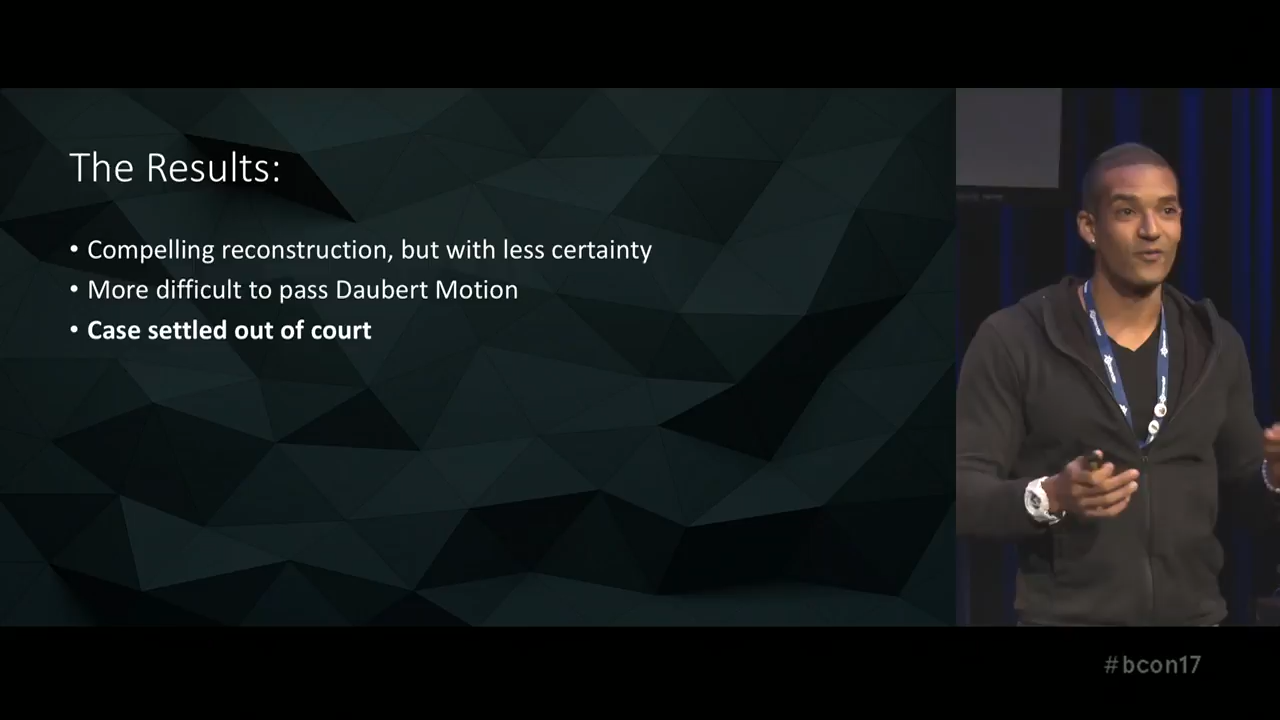 The Results:
• Compelling reconstruction, but with less certainty
• More difficult to pass Daubert Motion
• Case settled out of court
#bcon17